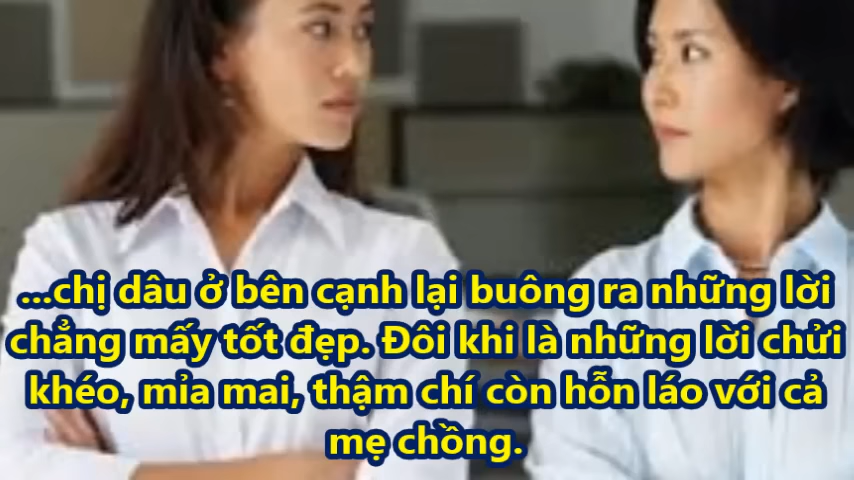 ...chị dâu ở bên cạnh lại buông ra những lời
chẳng mấy tốt đẹp. Đôi khi là những lời chửi
khéo, mỉa mai, thậm chí còn hỗn láo với cả
mẹ chồng.